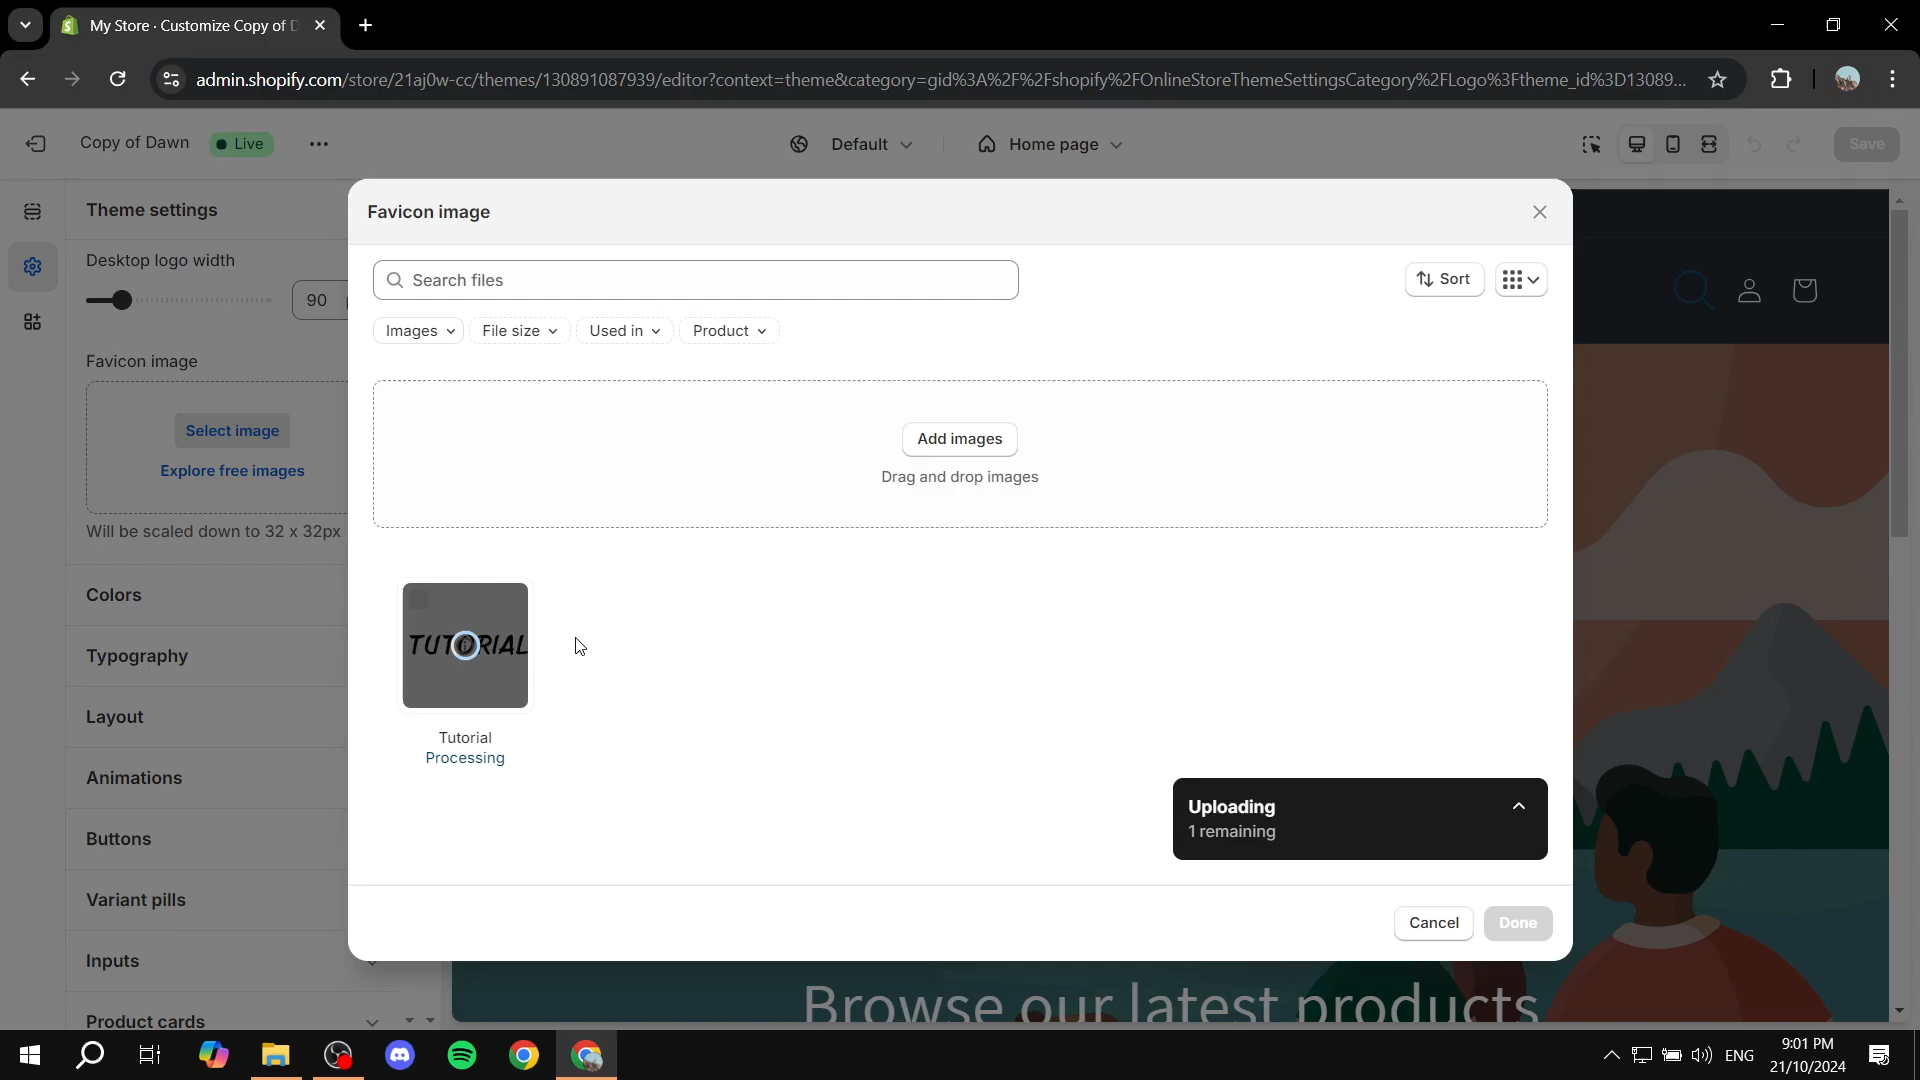 My Store · Customize Copy of D
admin.shopify.com/store/21aj0w-cc/themes/130891087939/editor?context=theme&category=gid%3A%2F%2Fshopify%2FOnlineStoreThemeSettingsCategory%2FLogo%3Ftheme_id%3D13089...
Copy of Dawn
Live
Default
Home page
Save
Theme settings
Desktop logo width
90
Favicon image
Select image
Explore free images
Will be scaled down to 32 x 32px
Colors
Typography
Layout
Animations
Buttons
Variant pills
Inputs
Product cards
Favicon image
Search files
Sort
Images
File size
Used in
Product
Add images
Drag and drop images
TUTORIAL
Tutorial
Processing
Uploading
1 remaining
Cancel
Done
Browse our latest products
ENG
9:01 PM
21/10/2024